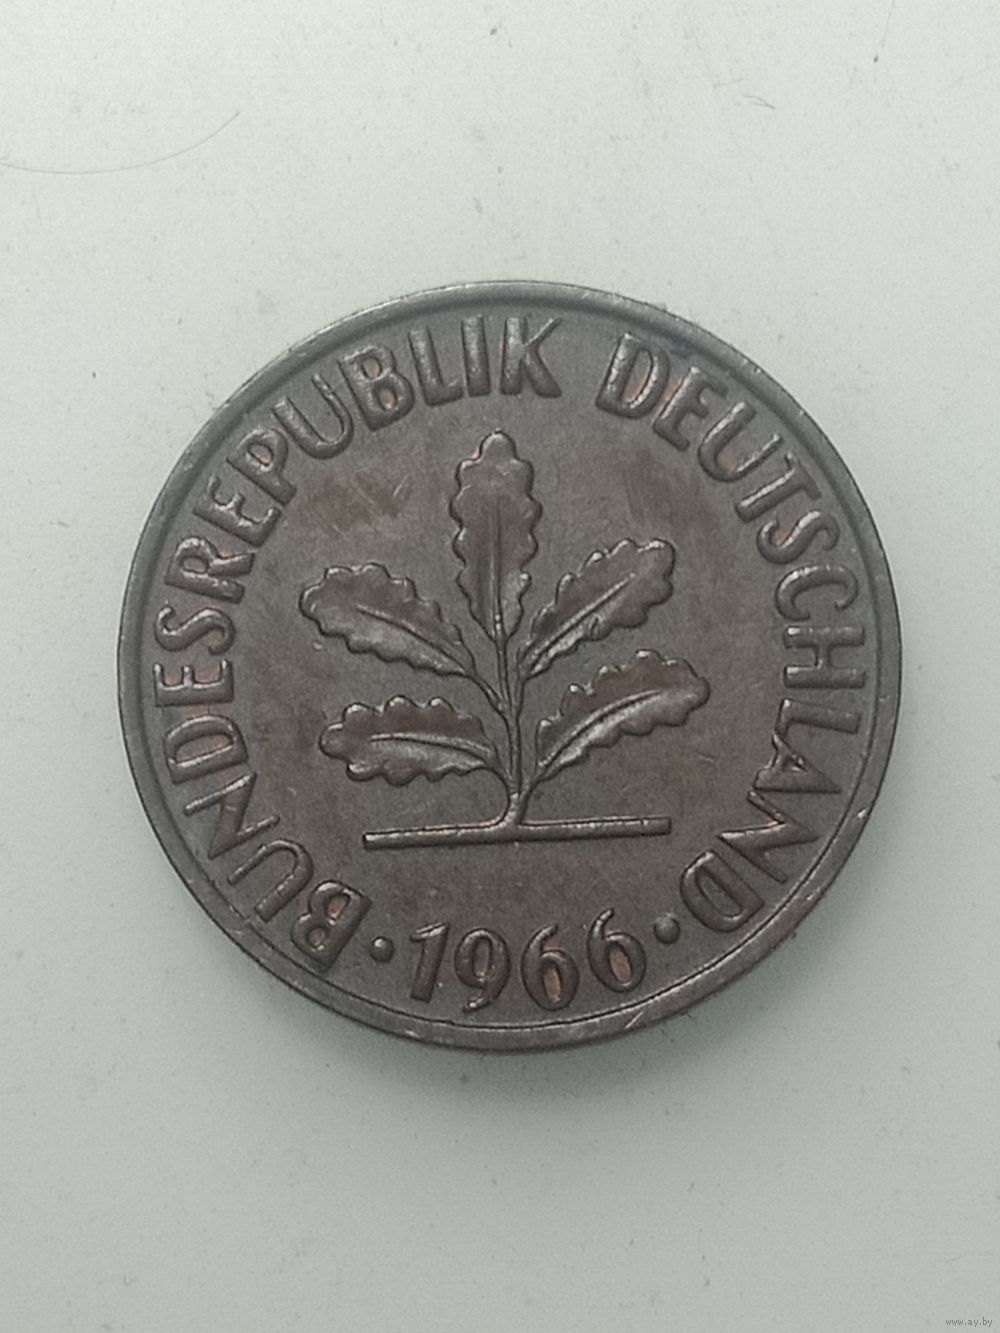 BUNDESREPUBLIK DEUTSCHLAND
· 1966 ·
www.ay.by